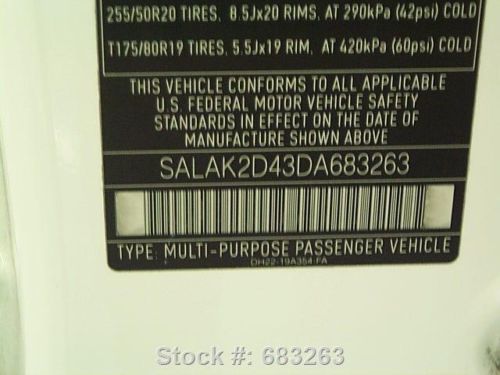 255/50R20 TIRES, 8.5Jx20 RIMS, AT 290kPa (42psi) COLD
T175/80R19 TIRES, 5.5Jx19 RIM, AT 420kPa (60psi) COLD
THIS VEHICLE CONFORMS TO ALL APPLICABLE
U.S. FEDERAL MOTOR VEHICLE SAFETY
STANDARDS IN EFFECT ON THE DATE OF
MANUFACTURE SHOWN ABOVE
SALAK2D43DA683263
TYPE: MULTI-PURPOSE PASSENGER VEHICLE
DH22-19A354-FA
Stock #: 683263